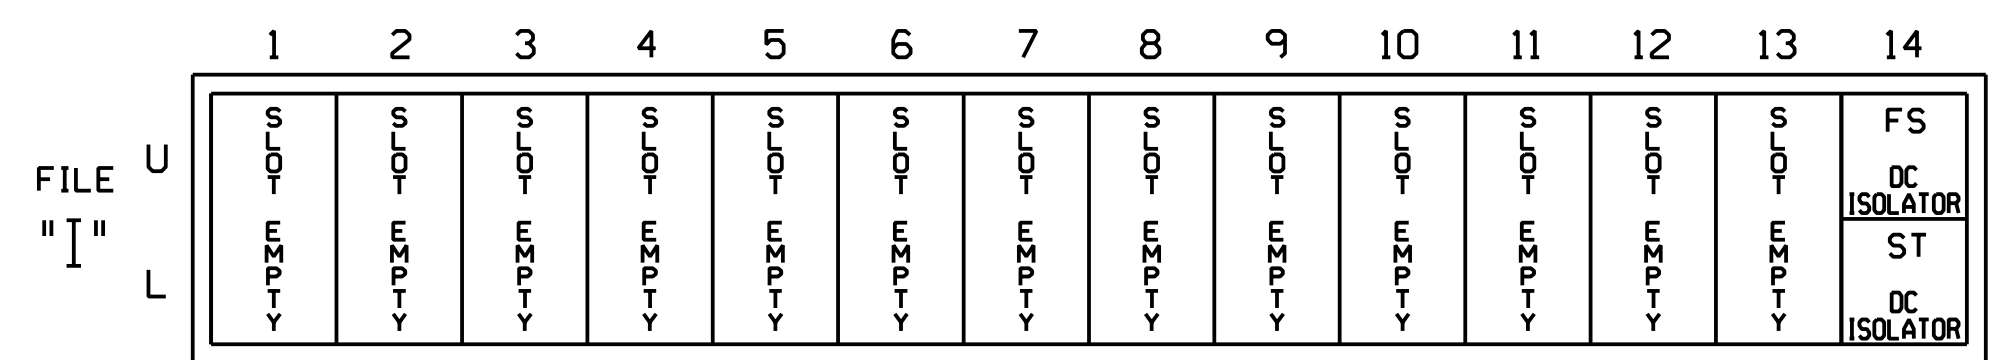 1 2 3 4 5 6 7 8 9 10 11 12 13 14
FILE
"I"
U
L
SLOT EMPTY
SLOT EMPTY
SLOT EMPTY
SLOT EMPTY
SLOT EMPTY
SLOT EMPTY
SLOT EMPTY
SLOT EMPTY
SLOT EMPTY
SLOT EMPTY
SLOT EMPTY
SLOT EMPTY
SLOT EMPTY
FS
DC
ISOLATOR
ST
DC
ISOLATOR